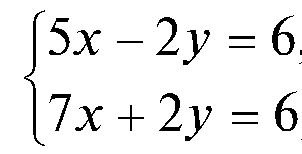 5x − 2y = 6,
7x + 2y = 6,